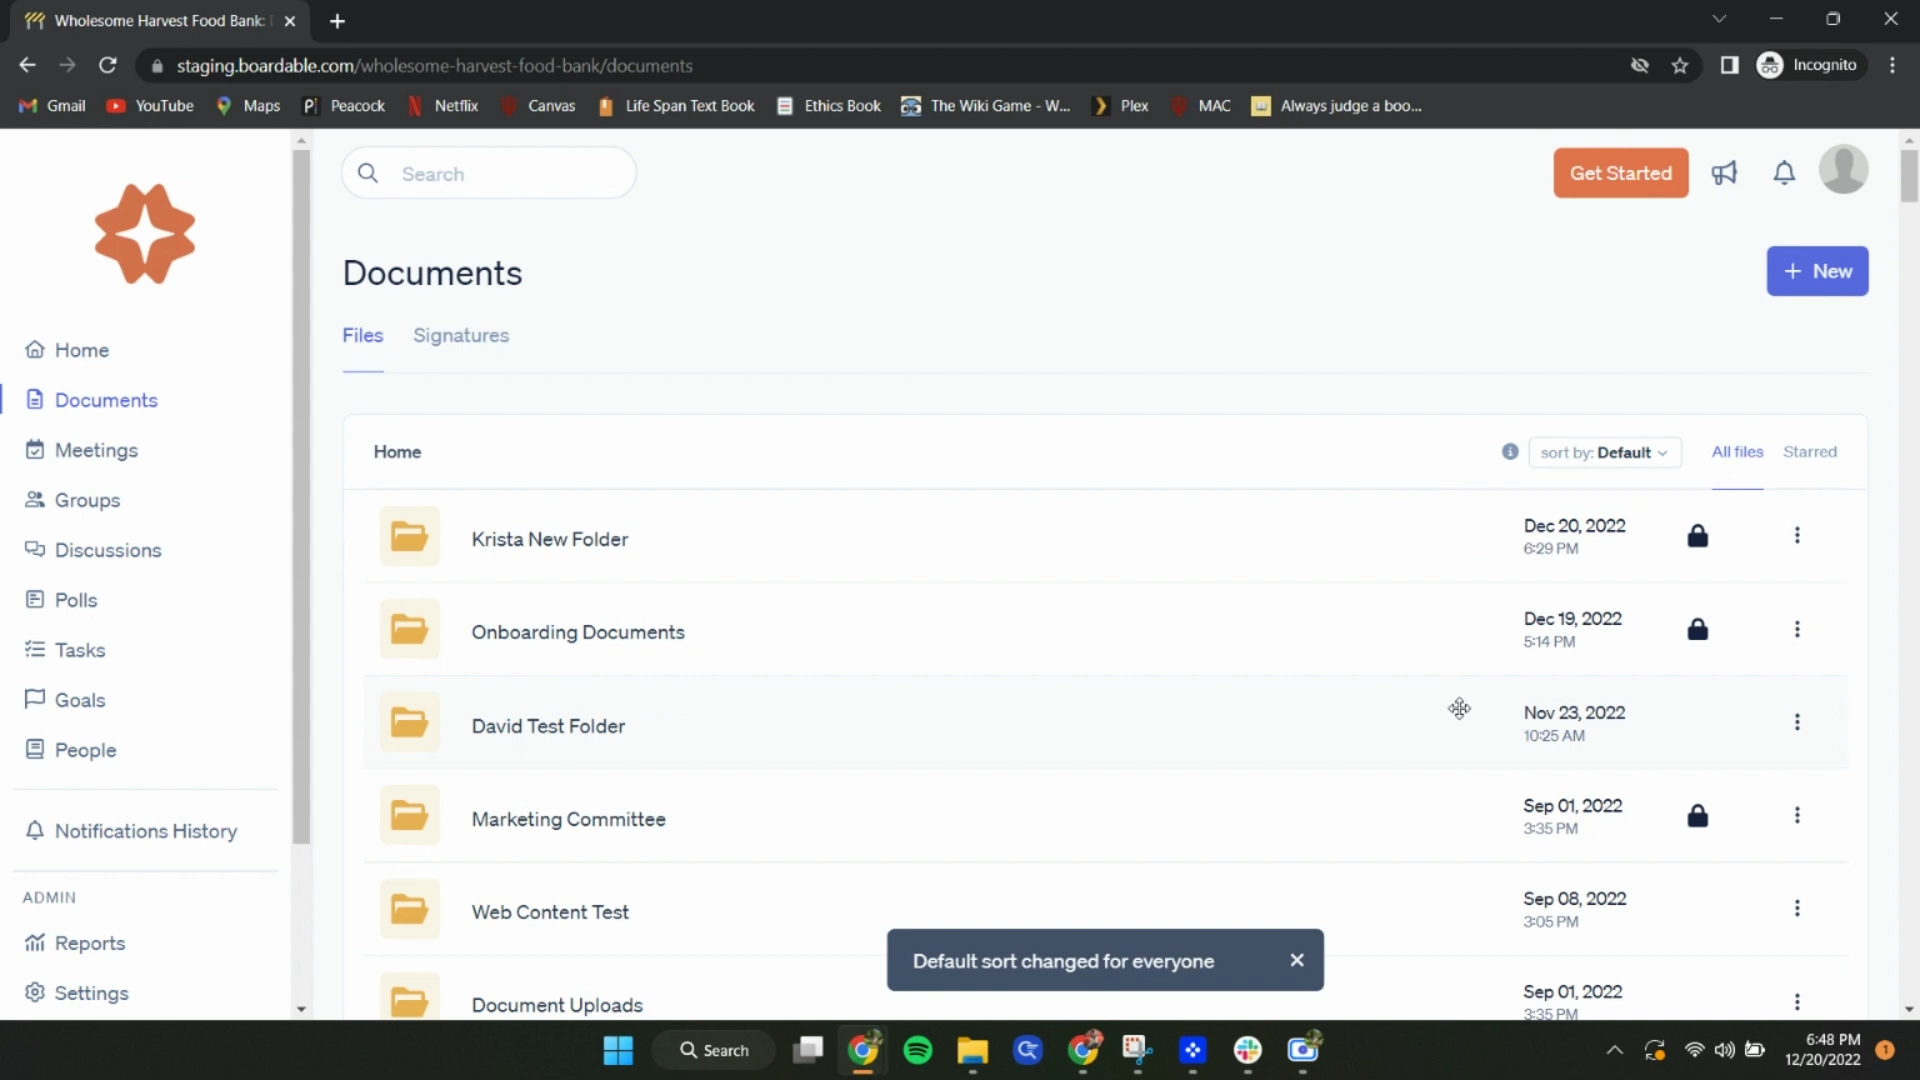 Wholesome Harvest Food Bank:
staging.boardable.com/wholesome-harvest-food-bank/documents
Incognito
Gmail
YouTube
Maps
Peacock
Netflix
Canvas
Life Span Text Book
Ethics Book
The Wiki Game - W...
Plex
MAC
Always judge a boo...
Search
Get Started
Documents
+ New
Files
Signatures
Home
Documents
Meetings
Groups
Discussions
Polls
Tasks
Goals
People
Notifications History
ADMIN
Reports
Settings
Home
sort by: Default
All files
Starred
Krista New Folder
Dec 20, 2022
6:29 PM
Onboarding Documents
Dec 19, 2022
5:14 PM
David Test Folder
Nov 23, 2022
10:25 AM
Marketing Committee
Sep 01, 2022
3:35 PM
Web Content Test
Sep 08, 2022
3:05 PM
Document Uploads
Sep 01, 2022
3:35 PM
Default sort changed for everyone
Search
6:48 PM
12/20/2022
1